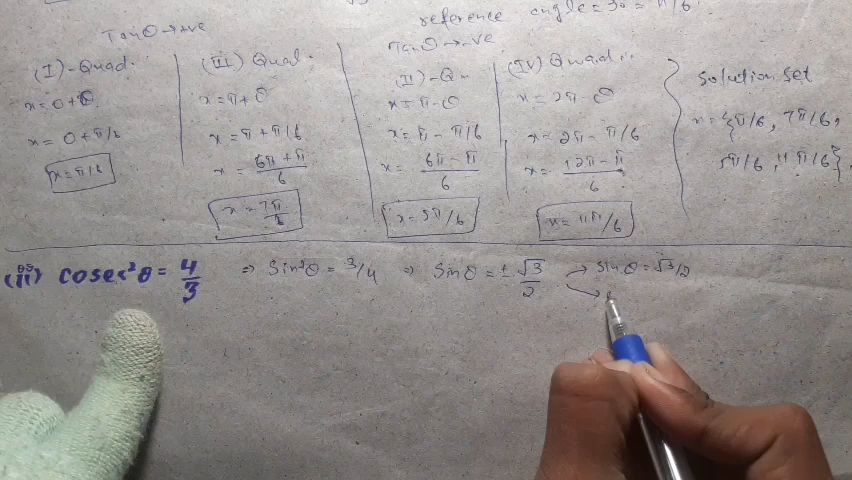 reference angle = 30 = π/6
Tanθ → +ve
Tanθ → -ve
(I)-Quad.
x = 0+θ
x = 0+π/6
x = π/6
(III) Quad.
x = π+θ
x = π+π/6
x = 6π+π/6
x = 7π/6
(II)-Qu
x = π-θ
x = π-π/6
x = 6π-π/6
x = 5π/6
(IV) Quad:
x = 2π-θ
x = 2π-π/6
x = 12π-π/6
x = 11π/6
Solution set
x = {π/6, 7π/6,
5π/6, 11π/6}
(iii) cosec²θ = 4/3 ⇒ Sin²θ = 3/4 ⇒ Sinθ = ± √3/2 → Sinθ = √3/2